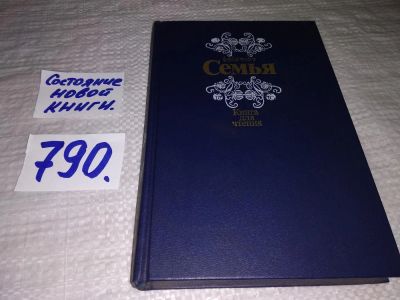 Состояние
новой
книги.
790.
Семья
Книга
для
чтения